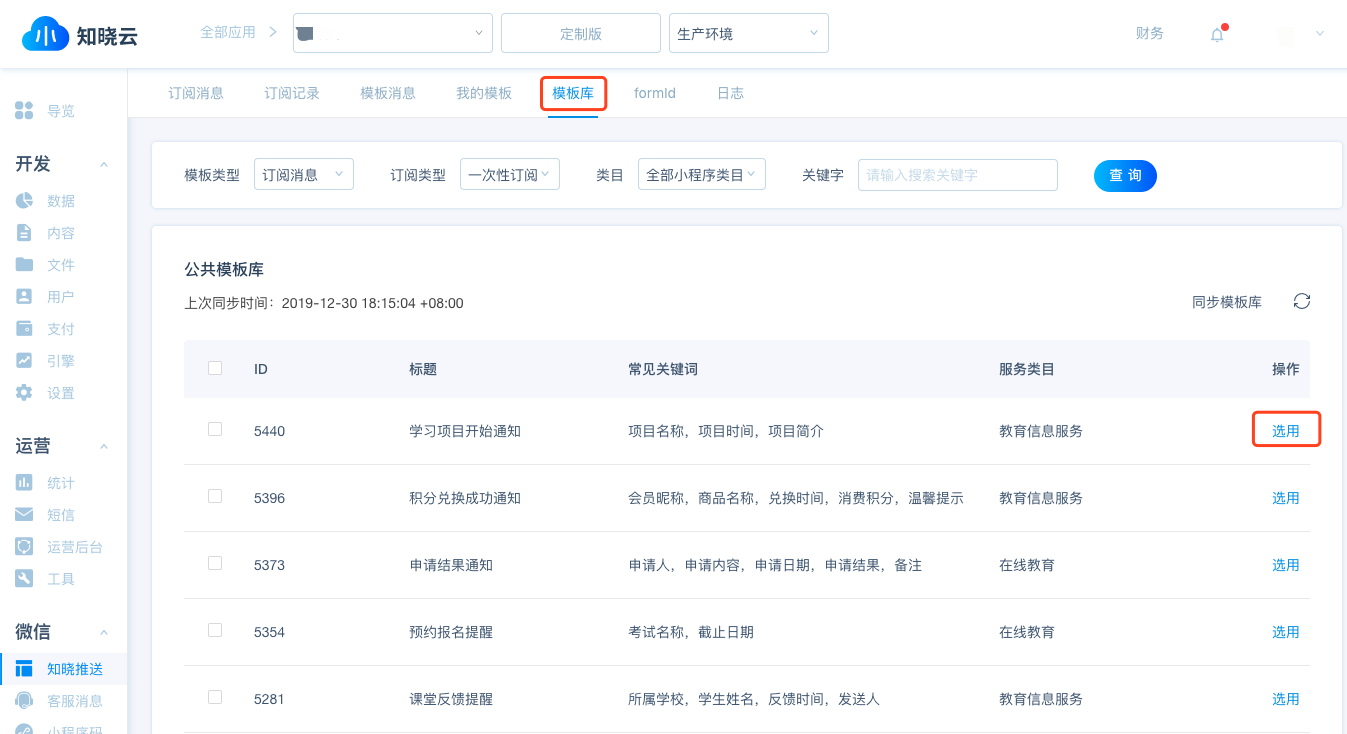 知晓云
全部应用
定制版
生产环境
财务
订阅消息 订阅记录 模板消息 我的模板 模板库 formId 日志
导览
开发
数据
内容
文件
用户
支付
引擎
设置
运营
统计
短信
运营后台
工具
微信
知晓推送
客服消息
小程序码
模板类型 订阅消息 订阅类型 一次性订阅 类目 全部小程序类目 关键字 请输入搜索关键字 查 询
公共模板库
上次同步时间：2019-12-30 18:15:04 +08:00 同步模板库
ID 标题 常见关键词 服务类目 操作
5440 学习项目开始通知 项目名称，项目时间，项目简介 教育信息服务 选用
5396 积分兑换成功通知 会员昵称，商品名称，兑换时间，消费积分，温馨提示 教育信息服务 选用
5373 申请结果通知 申请人，申请内容，申请日期，申请结果，备注 在线教育 选用
5354 预约报名提醒 考试名称，截止日期 在线教育 选用
5281 课堂反馈提醒 所属学校，学生姓名，反馈时间，发送人 教育信息服务 选用